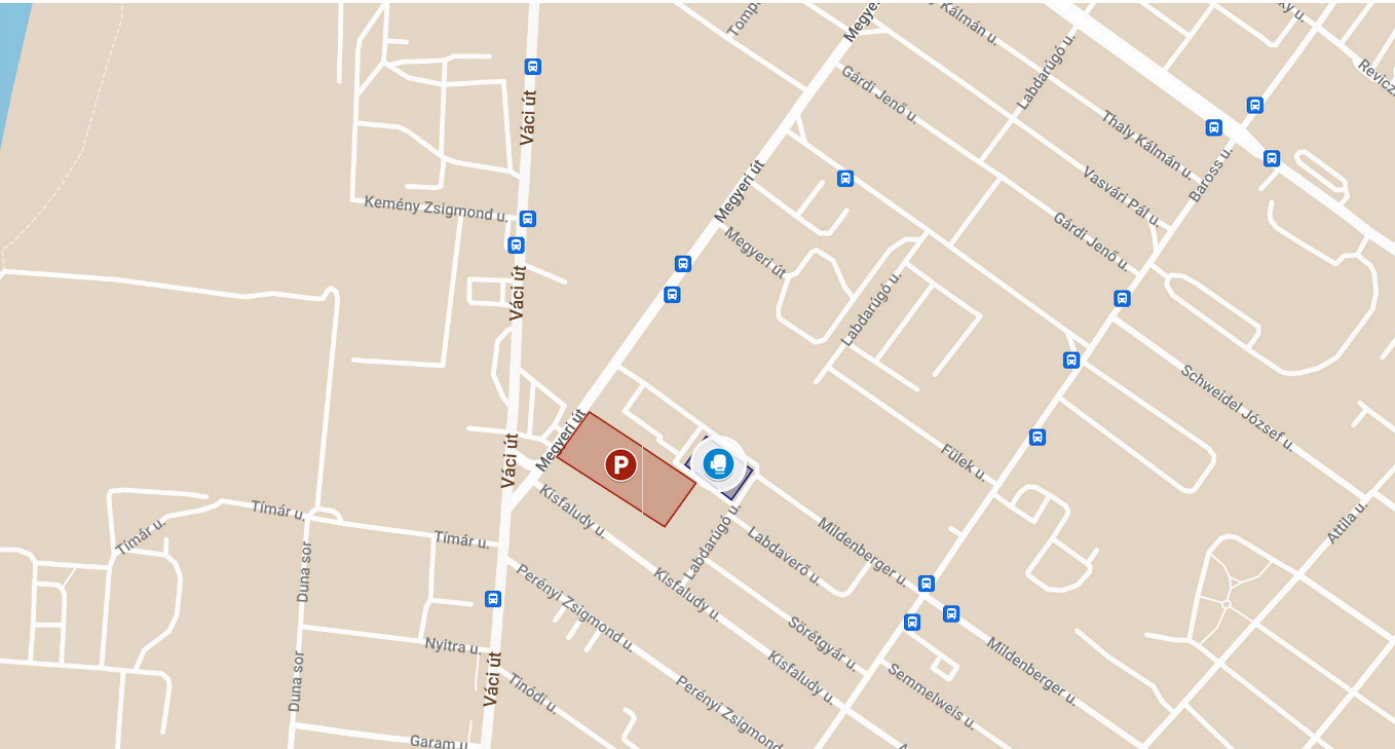 Tompa
Megyeri
Kálmán u.
ky u.
Revicz
Labdarúgó u.
Gárdi Jenő u.
Váci út
Thaly Kálmán u.
Baross u.
Megyeri út
Vasvári Pál u.
Kemény Zsigmond u.
Gárdi Jenő u.
Megyeri út
Váci út
Labdarúgó u.
Schweidel József u.
Megyeri út
Váci út
P
Fülek u.
Kisfaludy u.
Tímár u.
Tímár u.
Tímár u.
Labdarúgó u.
Labdaverő u.
Mildenberger u.
Attila u.
Duna sor
Perényi Zsigmond u.
Kisfaludy u.
Sörétgyár u.
Nyitra u.
Mildenberger u.
Duna sor
Váci út
Tinódi u.
Kisfaludy u.
Perényi Zsigmond
Semmelweis u.
Garam u.
A